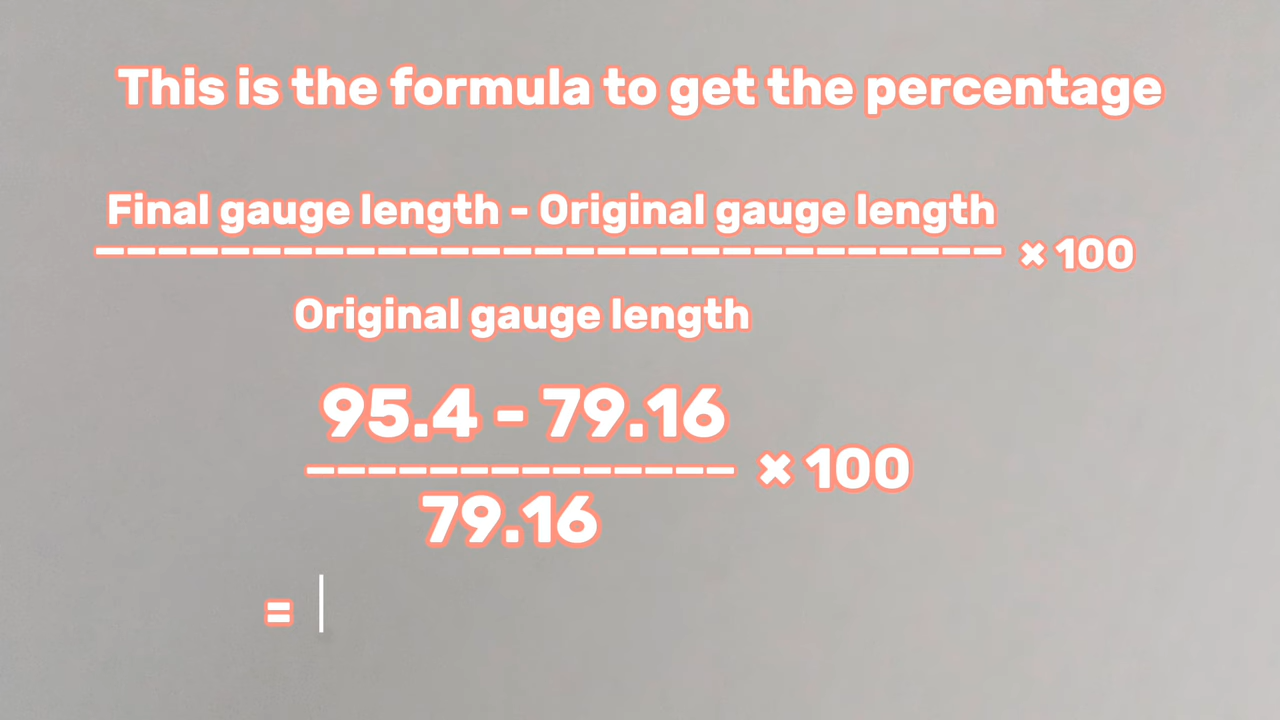 This is the formula to get the percentage
Final gauge length - Original gauge length
× 100
Original gauge length
95.4 - 79.16
× 100
79.16
=